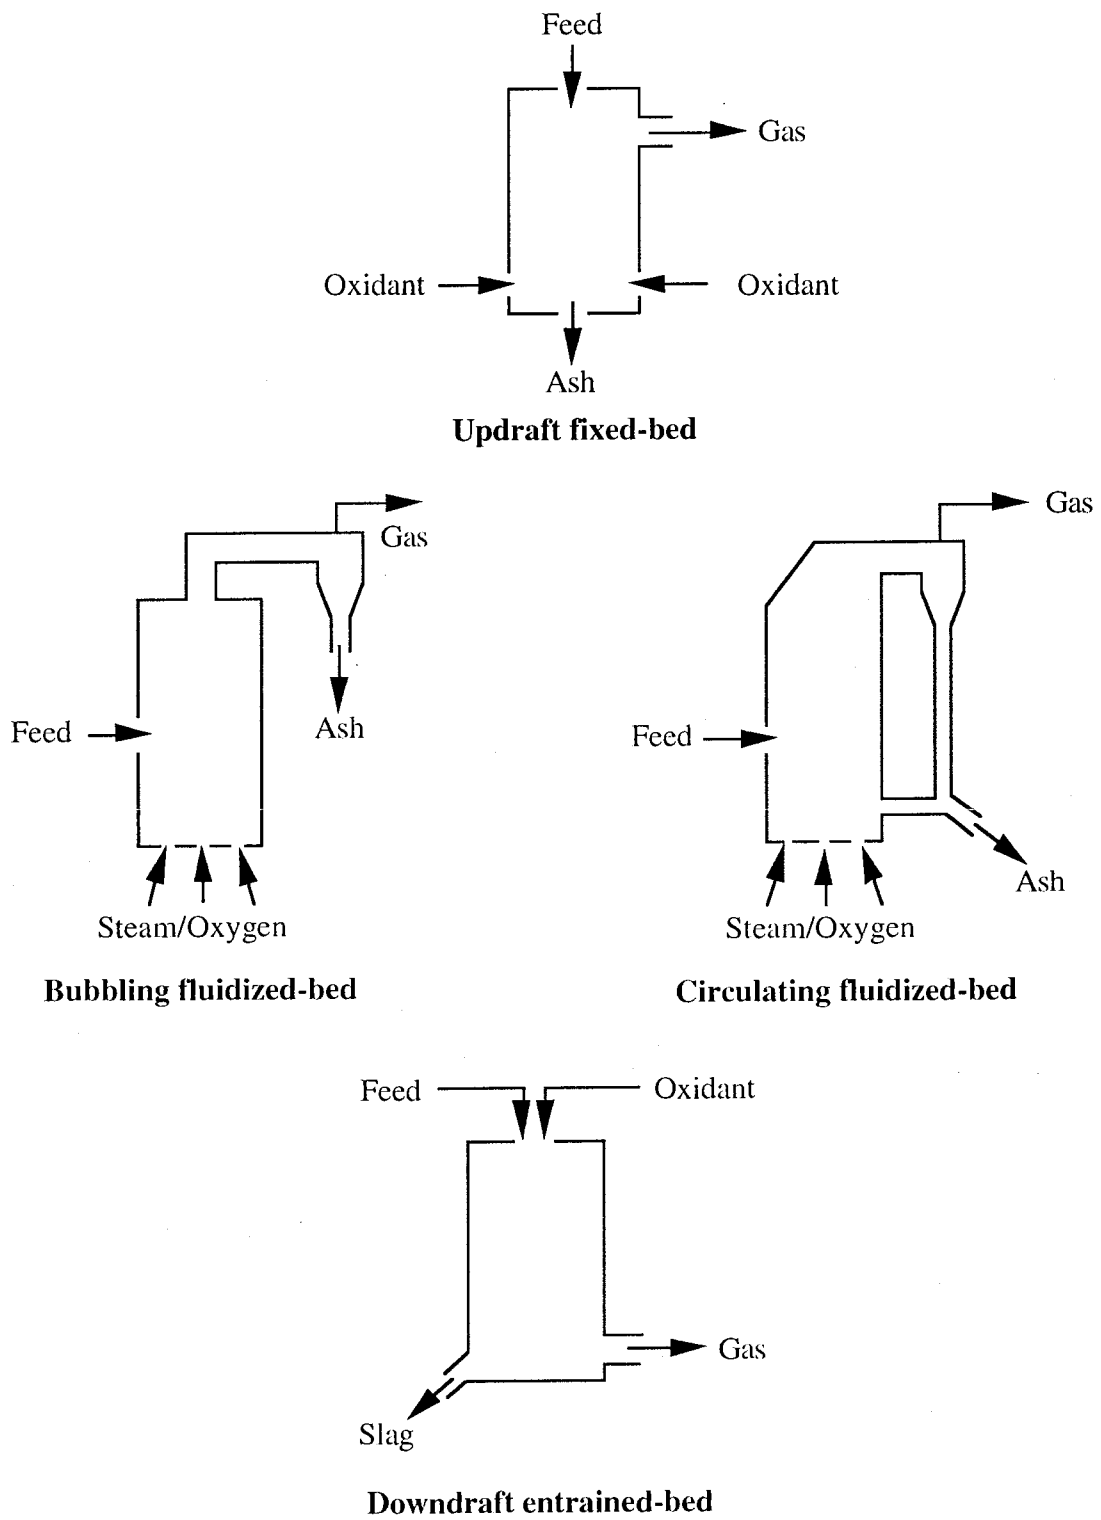 Feed
Gas
Oxidant
Oxidant
Ash
Updraft fixed-bed
Gas
Feed
Ash
Steam/Oxygen
Bubbling fluidized-bed
Gas
Feed
Ash
Steam/Oxygen
Circulating fluidized-bed
Feed
Oxidant
Gas
Slag
Downdraft entrained-bed